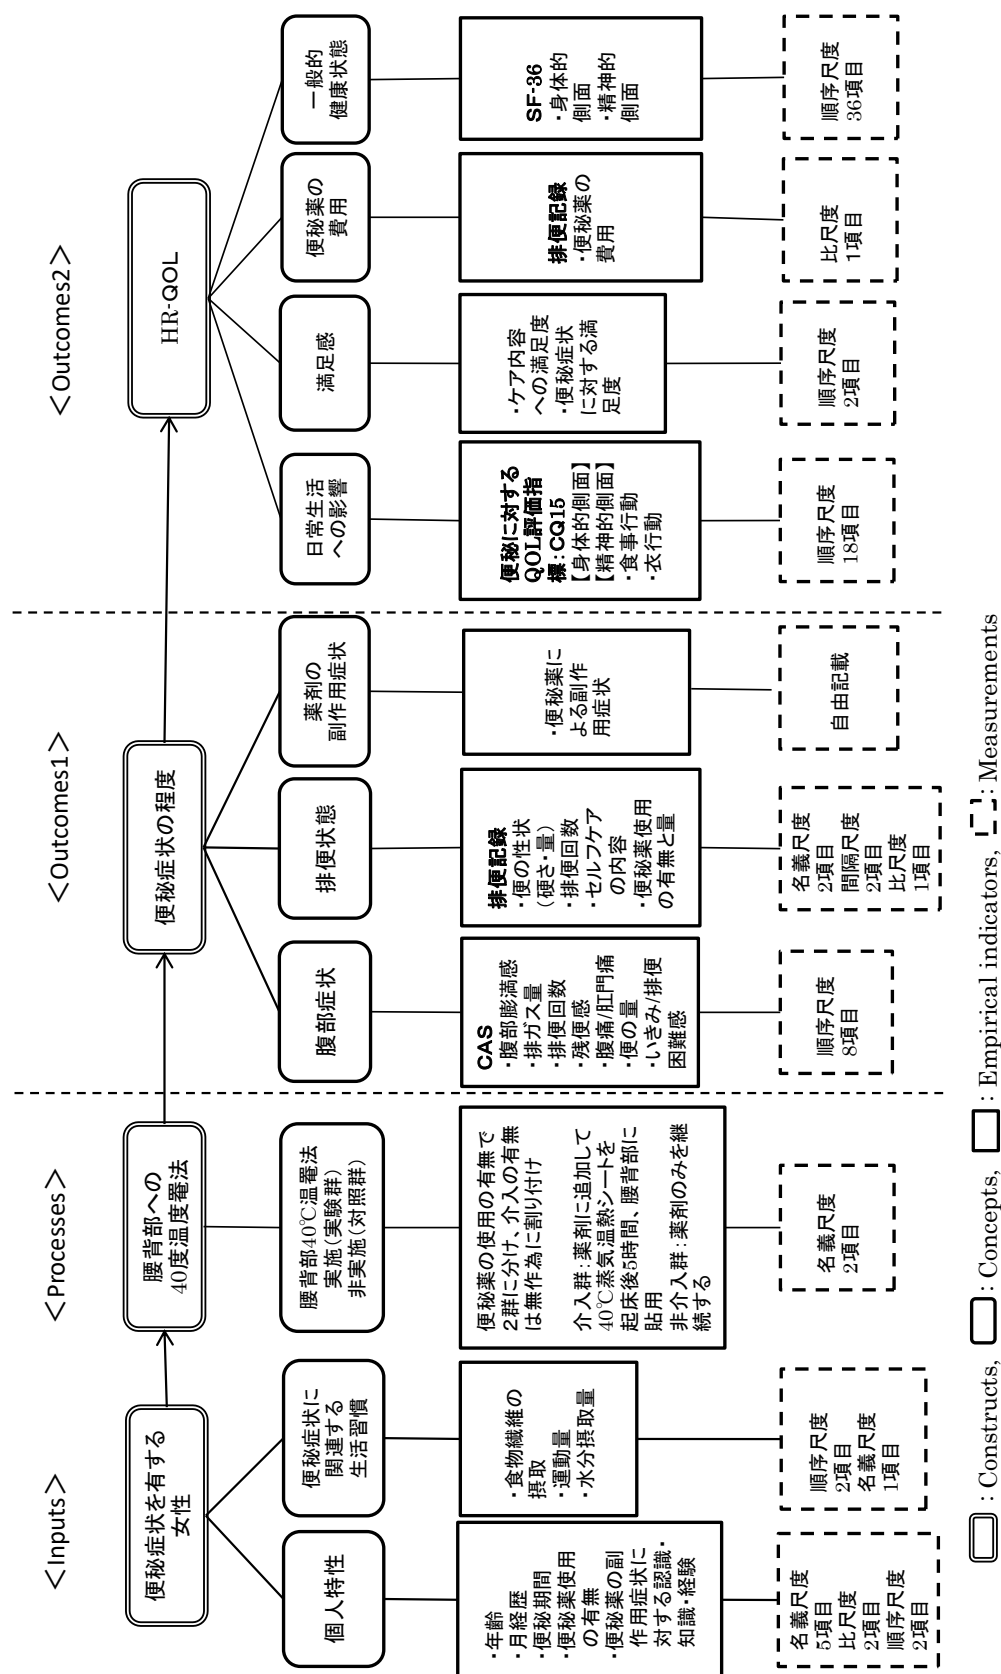 <Inputs>
<Processes>
<Outcomes1>
<Outcomes2>
便秘症状を有する
女性
腰背部への
40度温度罨法
便秘症状の程度
HR-QOL
個人特性
便秘症状に
関連する
生活習慣
腰背部40℃温罨法
実施(実験群)
非実施(対照群)
腹部症状
排便状態
薬剤の
副作用症状
日常生活
への影響
満足感
便秘薬の
費用
一般的
健康状態
・年齢
・月経歴
・便秘期間
・便秘薬使用
の有無
・便秘薬の副
作用症状に
対する認識・
知識・経験
・食物繊維の
摂取
・運動量
・水分摂取量
便秘薬の使用の有無で
2群に分け、介入の有無
は無作為に割り付け
介入群:薬剤に追加して
40℃蒸気温熱シートを
起床後5時間、腰背部に
貼用
非介入群:薬剤のみを継
続する
CAS
・腹部膨満感
・排ガス量
・排便回数
・残便感
・腹痛/肛門痛
・便の量
・いきみ/排便
困難感
排便記録
・便の性状
(硬さ・量)
・排便回数
・セルフケア
の内容
・便秘薬使用
の有無と量
・便秘薬に
よる副作
用症状
便秘に対する
QOL評価指
標:CQ15
【身体的側面】
【精神的側面】
・食事行動
・衣行動
・ケア内容
への満足度
・便秘症状
に対する満
足度
排便記録
・便秘薬の
費用
SF-36
・身体的
側面
・精神的
側面
名義尺度
5項目
比尺度
2項目
順序尺度
2項目
順序尺度
2項目
名義尺度
1項目
名義尺度
2項目
順序尺度
8項目
名義尺度
2項目
間隔尺度
2項目
比尺度
1項目
自由記載
順序尺度
18項目
順序尺度
2項目
比尺度
1項目
順序尺度
36項目
: Constructs, : Concepts, : Empirical indicators, : Measurements